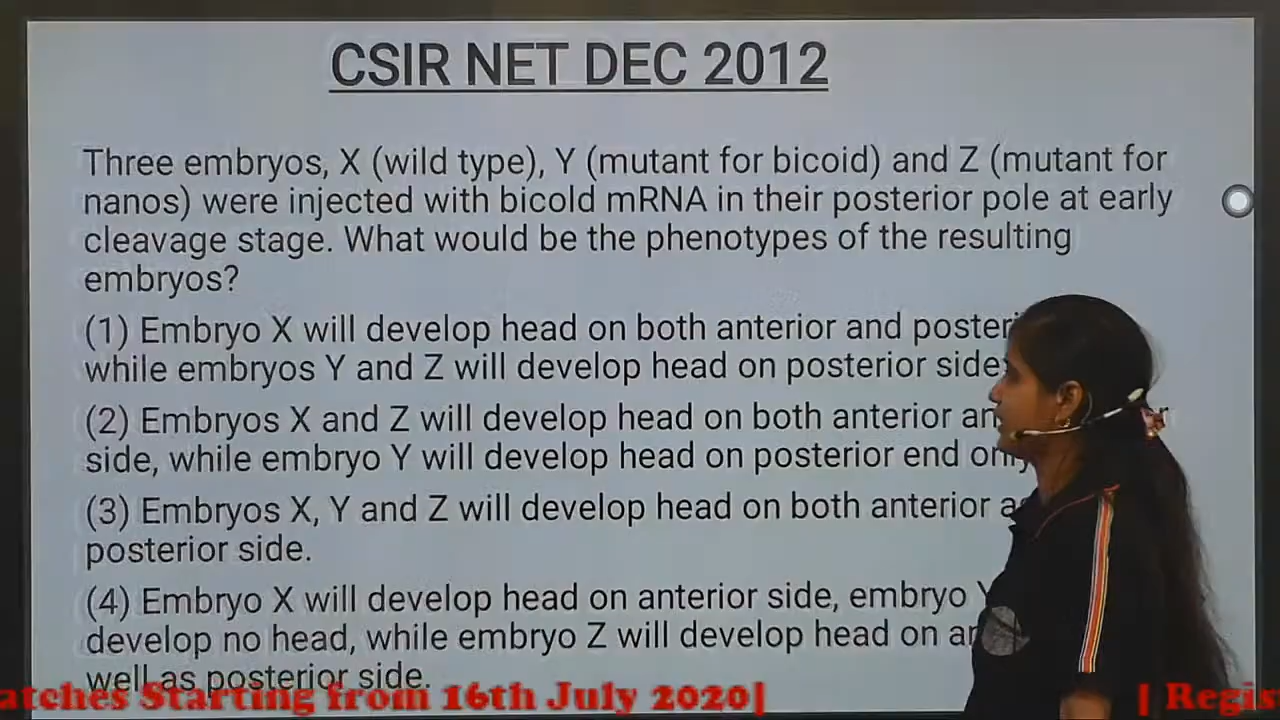 CSIR NET DEC 2012
Three embryos, X (wild type), Y (mutant for bicoid) and Z (mutant for
nanos) were injected with bicold mRNA in their posterior pole at early
cleavage stage. What would be the phenotypes of the resulting
embryos?
(1) Embryo X will develop head on both anterior and
while embryos Y and Z will develop head on posterior side
(2) Embryos X and Z will develop head on both anterior
side, while embryo Y will develop head on posterior end
(3) Embryos X, Y and Z will develop head on both anterior
posterior side.
(4) Embryo X will develop head on anterior side, embryo
develop no head, while embryo Z will develop head on
well as posterior side.
Starting from 16th July 2020]
[